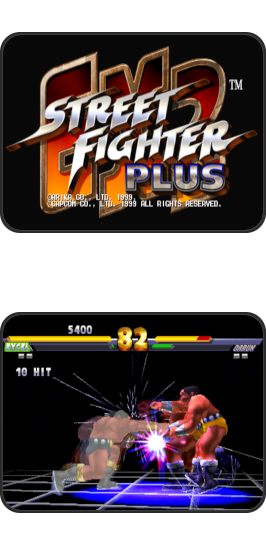 EX2
STREET
FIGHTER
PLUS
TM
©ARIKA CO., LTD. 1999.
©CAPCOM CO., LTD. 1999 ALL RIGHTS RESERVED.
5400
82
DARUN
10 HIT